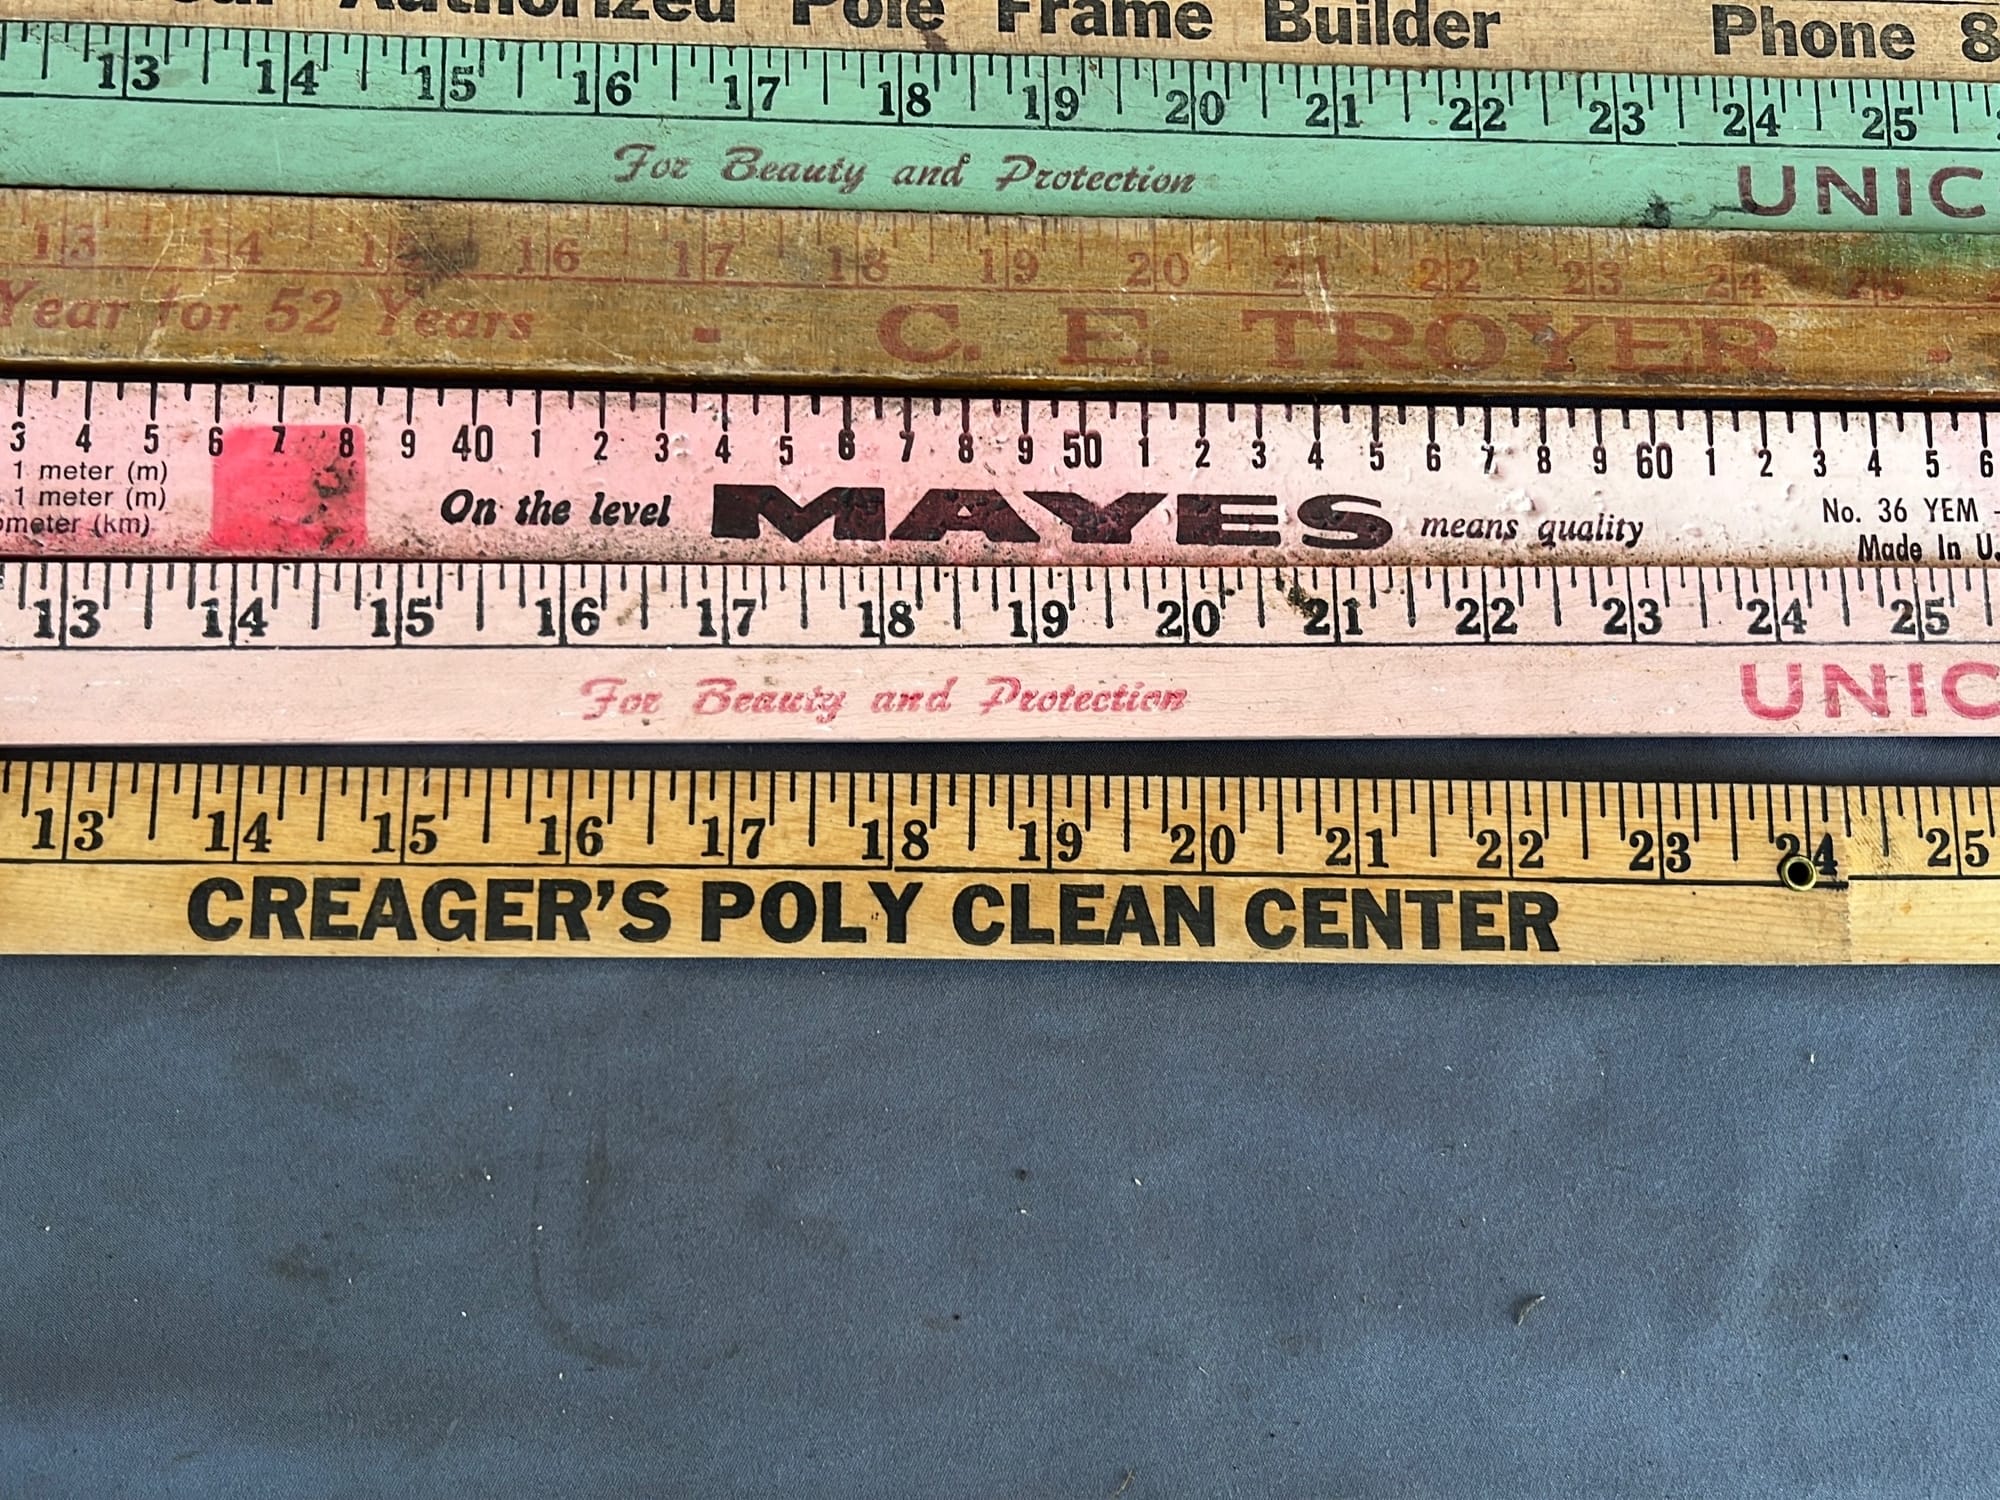 Authorized Pole Frame Builder Phone 8
13 14 15 16 17 18 19 20 21 22 23 24 25
For Beauty and Protection UNIC
13 14 15 16 17 18 19 20 21 22 23 24 25
Year for 52 Years - C. E. TROYER -
3 4 5 6 7 8 9 40 1 2 3 4 5 6 7 8 9 50 1 2 3 4 5 6 7 8 9 60 1 2 3 4 5 6
1 meter (m)
1 meter (m)
ometer (km)
On the level MAYES means quality
No. 36 YEM -
Made In U.
13 14 15 16 17 18 19 20 21 22 23 24 25
For Beauty and Protection UNIC
13 14 15 16 17 18 19 20 21 22 23 24 25
CREAGER'S POLY CLEAN CENTER